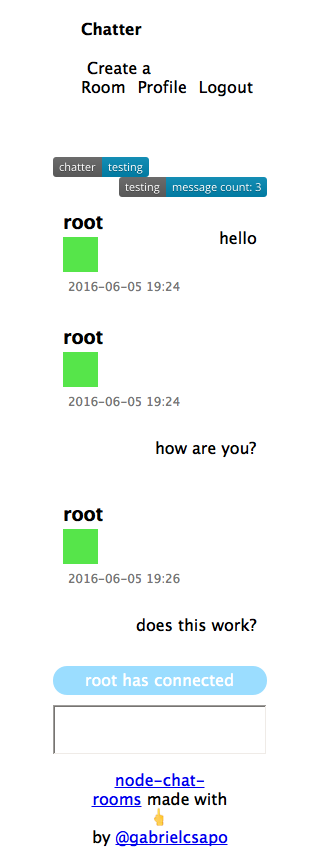 Chatter
Create a
Room Profile Logout
chatter testing
testing message count: 3
root
hello
2016-06-05 19:24
root
2016-06-05 19:24
how are you?
root
2016-06-05 19:26
does this work?
root has connected
node-chat-
rooms made with
👆
by @gabrielcsapo